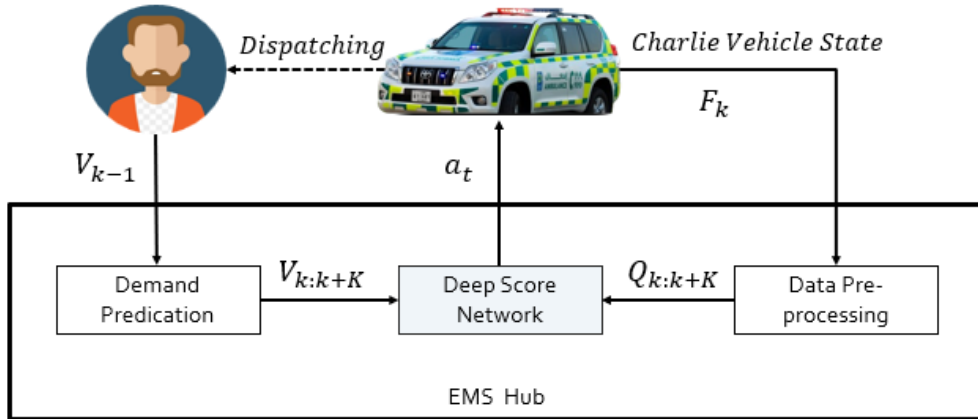 Dispatching
Charlie Vehicle State
V_{k-1}
a_t
F_k
Demand
Predication
V_{k:k+K}
Deep Score
Network
Q_{k:k+K}
Data Pre-
processing
EMS Hub
AMBULANCE